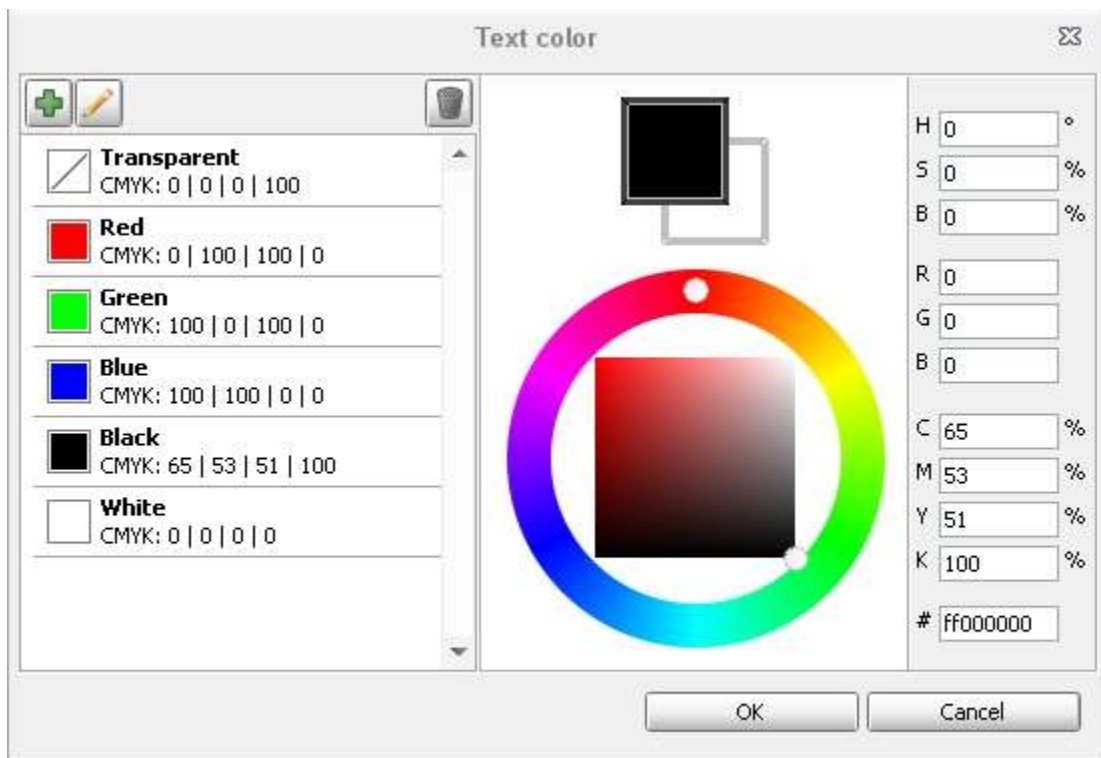 Text color
Transparent
CMYK: 0 | 0 | 0 | 100
Red
CMYK: 0 | 100 | 100 | 0
Green
CMYK: 100 | 0 | 100 | 0
Blue
CMYK: 100 | 100 | 0 | 0
Black
CMYK: 65 | 53 | 51 | 100
White
CMYK: 0 | 0 | 0 | 0
H 0 °
S 0 %
B 0 %
R 0
G 0
B 0
C 65 %
M 53 %
Y 51 %
K 100 %
# ff000000
OK Cancel